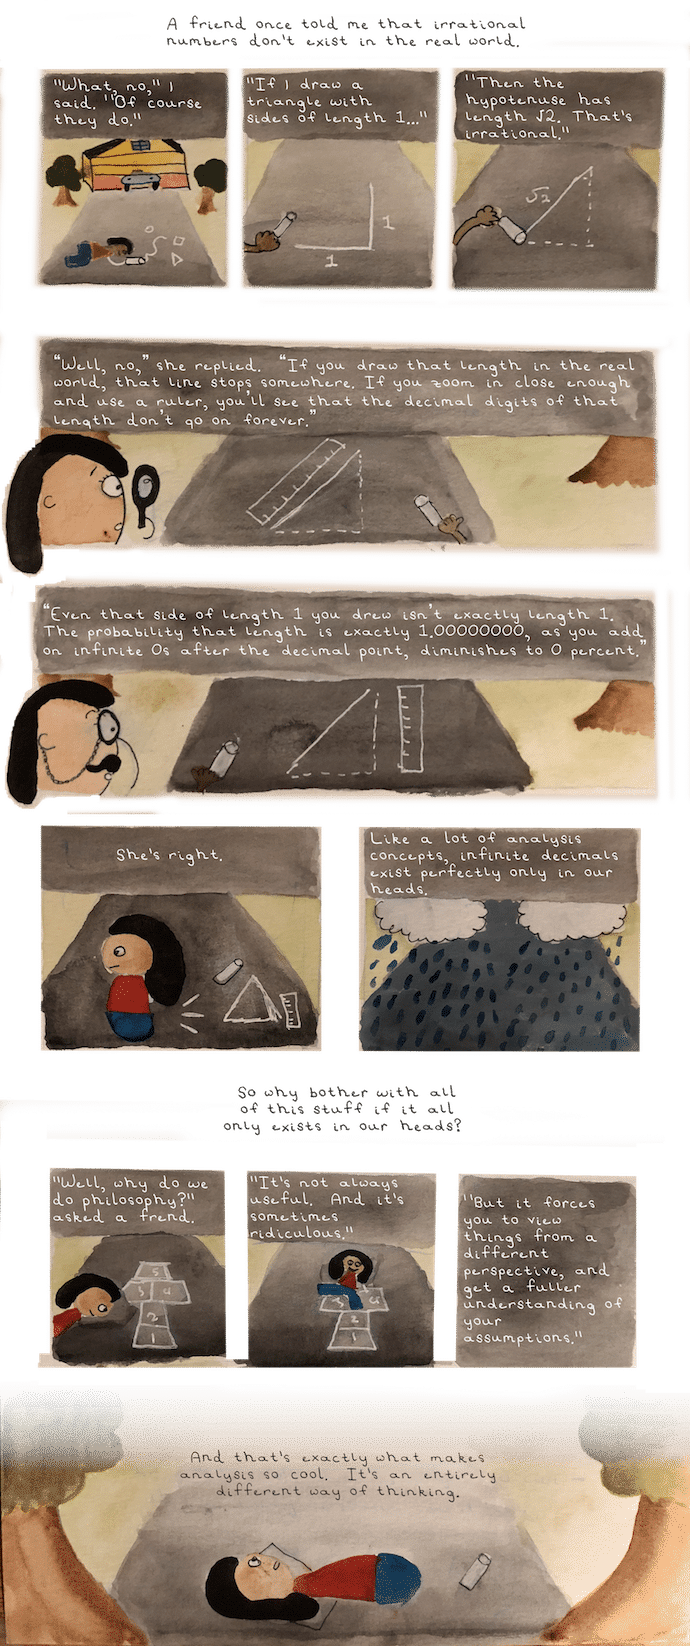 A friend once told me that irrational
numbers don't exist in the real world.
"What, no," I
said. "Of course
they do."
"If I draw a
triangle with
sides of length 1..."
1
1
"Then the
hypotenuse has
length √2. That's
irrational."
√2
"Well, no," she replied. "If you draw that length in the real
world, that line stops somewhere. If you zoom in close enough
and use a ruler, you'll see that the decimal digits of that
length don't go on forever."
"Even that side of length 1 you drew isn't exactly length 1.
The probability that length is exactly 1.00000000, as you add
on infinite 0s after the decimal point, diminishes to 0 percent."
She's right.
Like a lot of analysis
concepts, infinite decimals
exist perfectly only in our
heads.
So why bother with all
of this stuff if it all
only exists in our heads?
"Well, why do we
do philosophy?"
asked a frend.
5
3 4
2
1
"It's not always
useful. And it's
sometimes
ridiculous."
3 4
2
1
"But it forces
you to view
things from a
different
perspective, and
get a fuller
understanding of
your
assumptions."
And that's exactly what makes
analysis so cool. It's an entirely
different way of thinking.